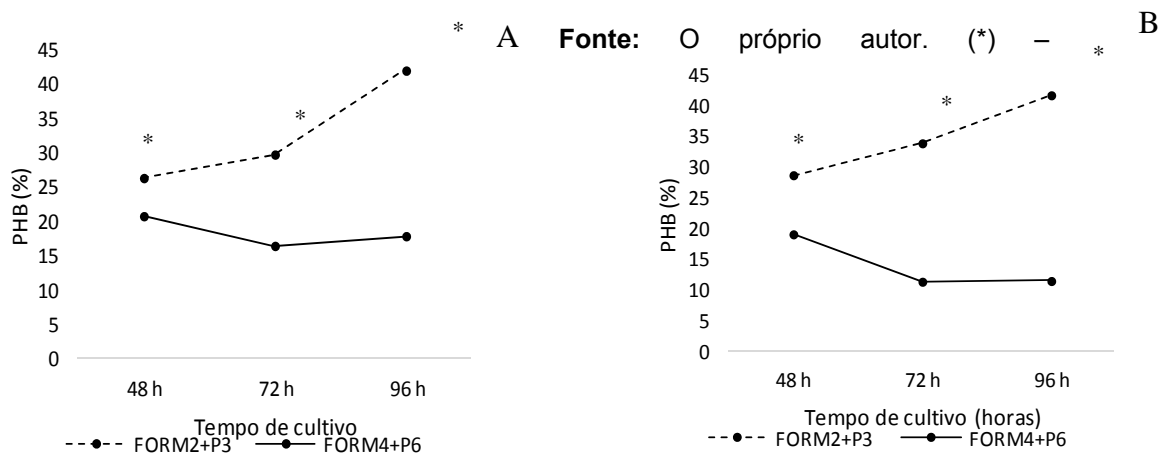 A
Fonte: O próprio autor. (*) –
B
*
*
*
45
40
35
30
25
20
15
10
5
0
PHB (%)
48 h 72 h 96 h
Tempo de cultivo
FORM2+P3 FORM4+P6
*
*
*
45
40
35
30
25
20
15
10
5
0
PHB (%)
48 h 72 h 96 h
Tempo de cultivo (horas)
FORM2+P3 FORM4+P6